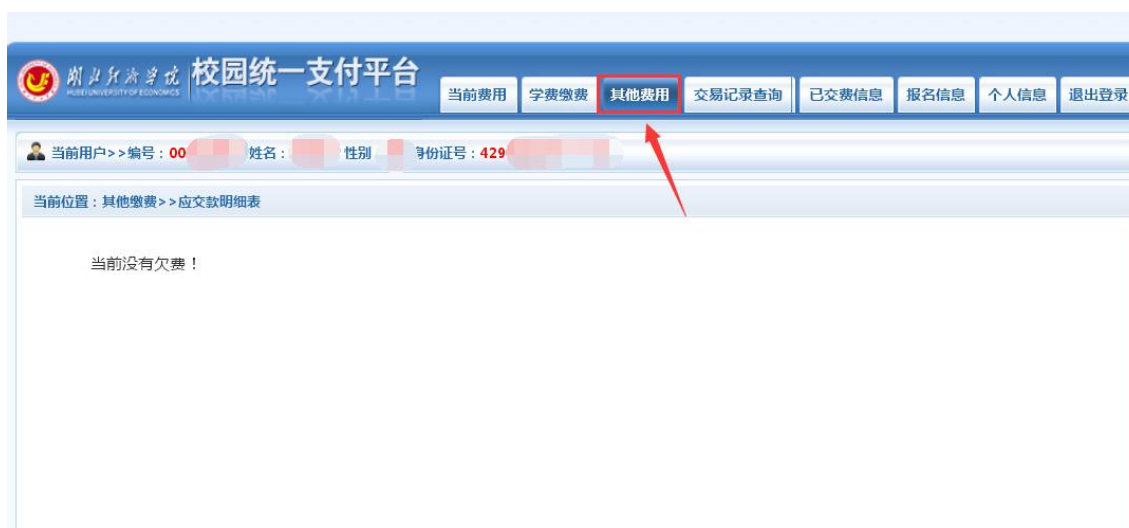 湖北经济学院 校园统一支付平台
HUBEI UNIVERSITY OF ECONOMICS
当前费用 学费缴费 其他费用 交易记录查询 已交费信息 报名信息 个人信息 退出登录
当前用户>>编号：00 姓名： 性别 身份证号：429
当前位置：其他缴费>>应交款明细表
当前没有欠费！